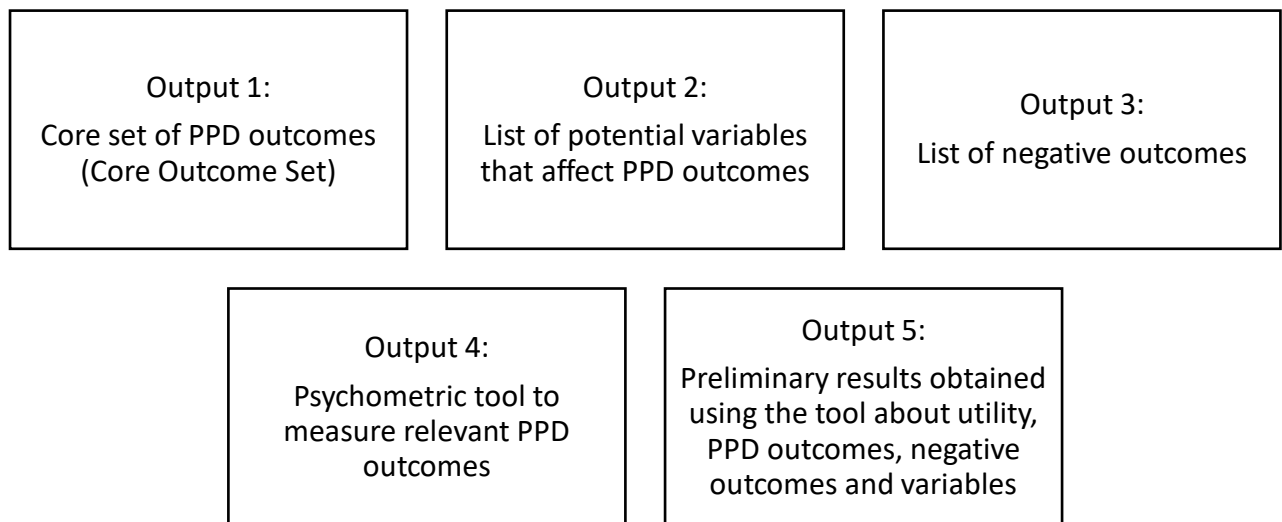 Output 1:
Core set of PPD outcomes
(Core Outcome Set)
Output 2:
List of potential variables
that affect PPD outcomes
Output 3:
List of negative outcomes
Output 4:
Psychometric tool to
measure relevant PPD
outcomes
Output 5:
Preliminary results obtained
using the tool about utility,
PPD outcomes, negative
outcomes and variables